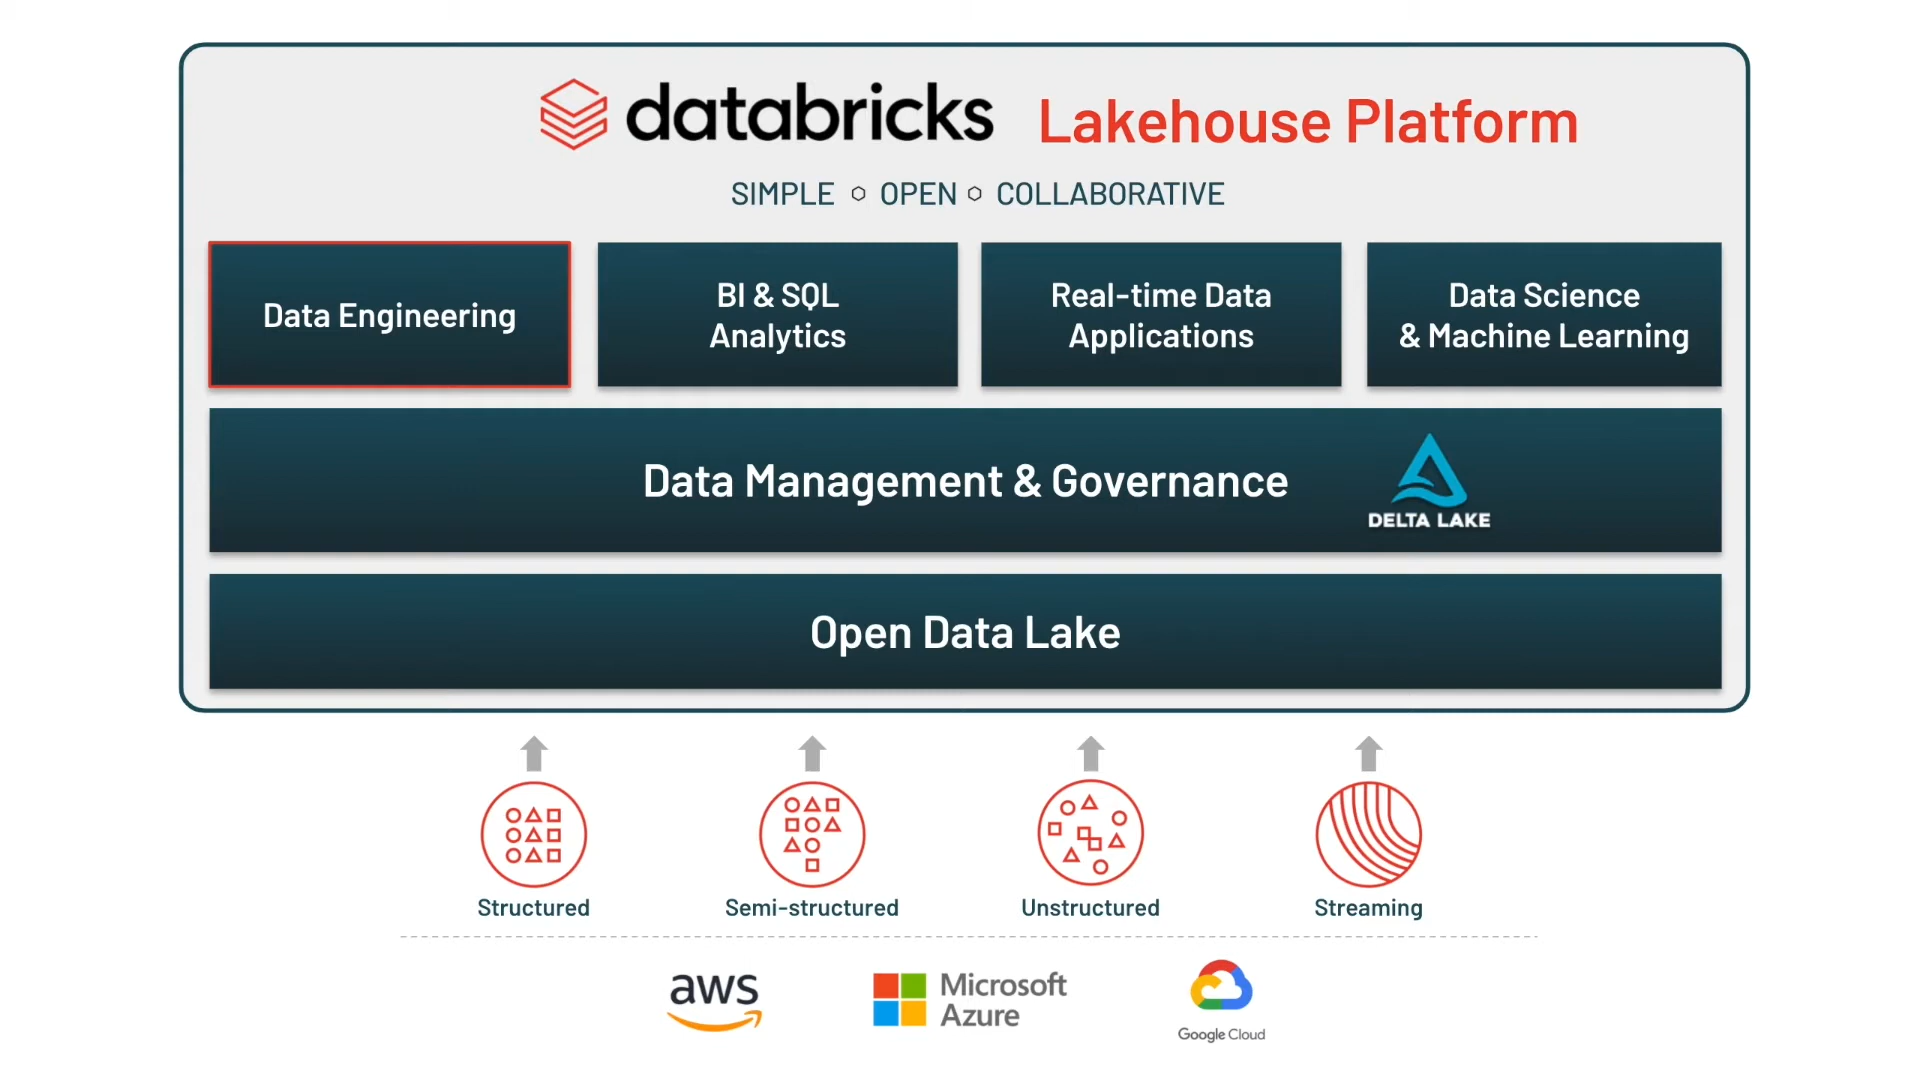 databricks Lakehouse Platform
SIMPLE OPEN COLLABORATIVE
Data Engineering
BI & SQL
Analytics
Real-time Data
Applications
Data Science
& Machine Learning
Data Management & Governance
DELTA LAKE
Open Data Lake
Structured
Semi-structured
Unstructured
Streaming
aws
Microsoft
Azure
Google Cloud